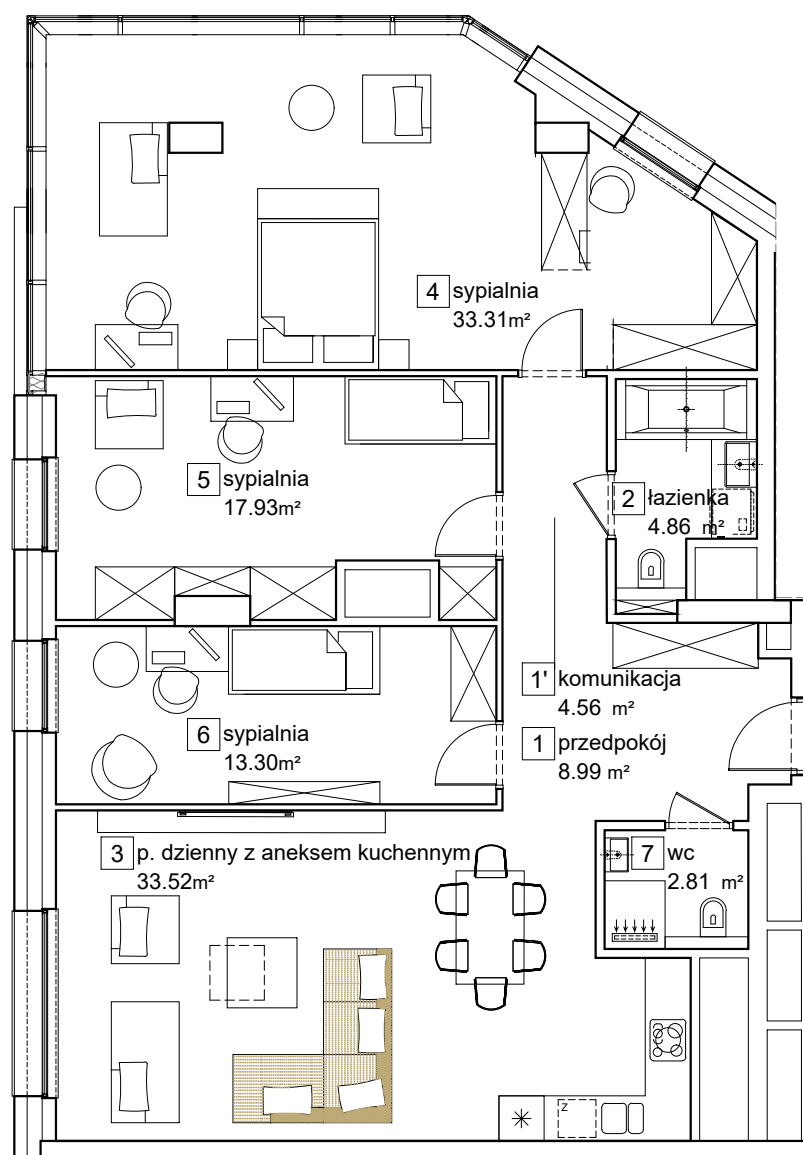 4 sypialnia
33.31m²
5 sypialnia
17.93m²
2 łazienka
4.86 m²
1' komunikacja
4.56 m²
6 sypialnia
13.30m²
1 przedpokój
8.99 m²
3 p. dzienny z aneksem kuchennym
33.52m²
7 wc
2.81 m²
z